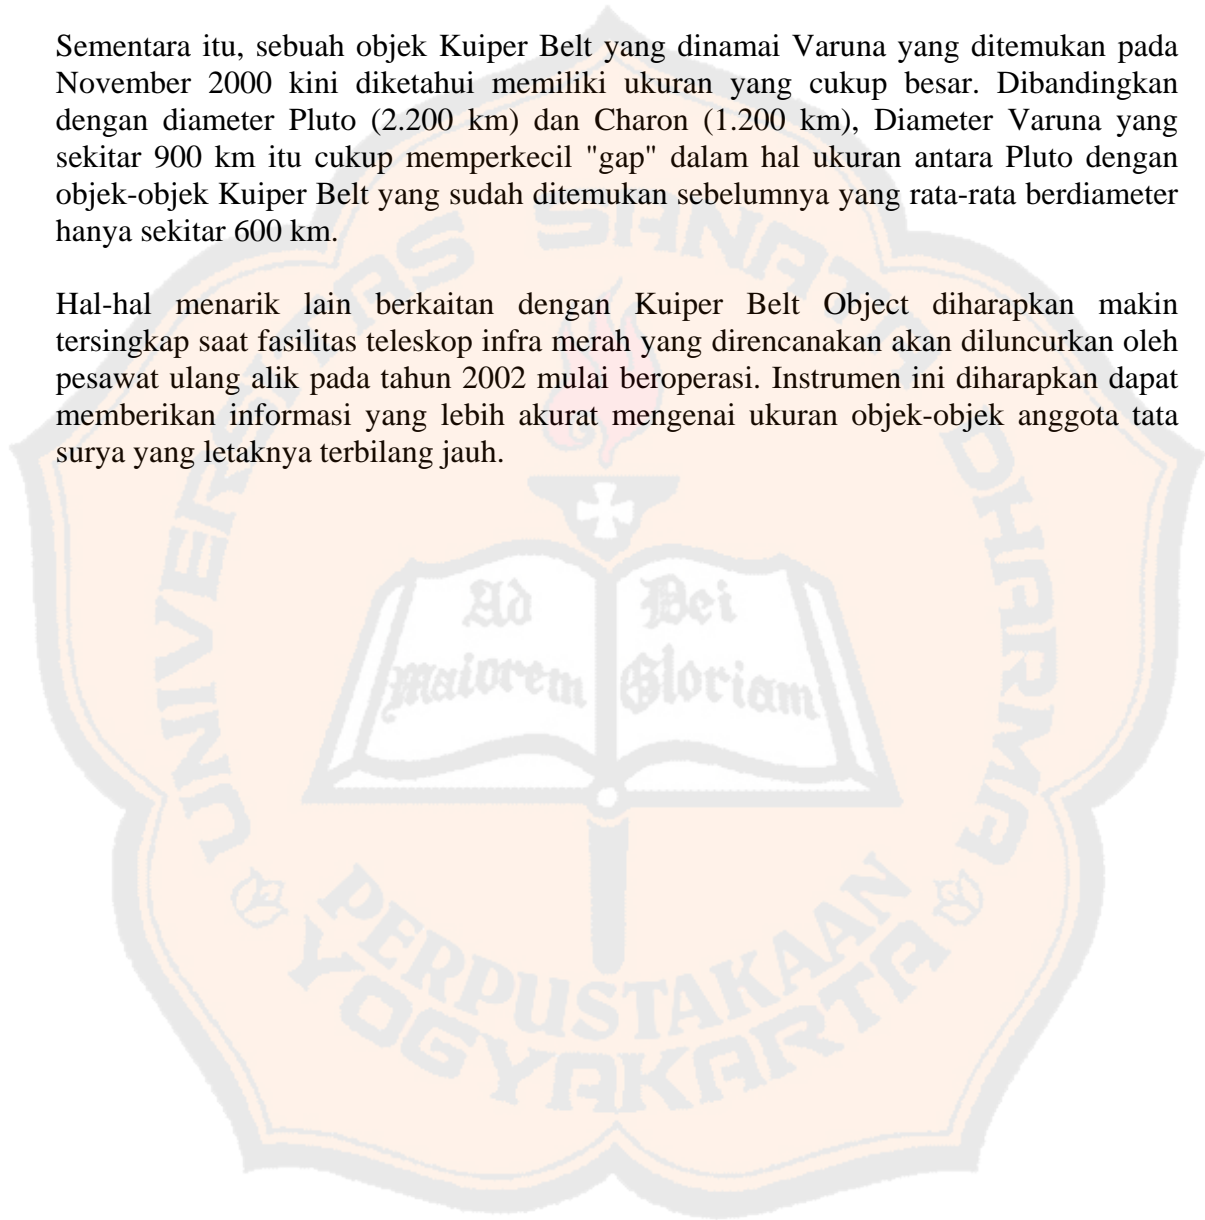 Sementara itu, sebuah objek Kuiper Belt yang dinamai Varuna yang ditemukan pada
November 2000 kini diketahui memiliki ukuran yang cukup besar. Dibandingkan
dengan diameter Pluto (2.200 km) dan Charon (1.200 km), Diameter Varuna yang
sekitar 900 km itu cukup memperkecil "gap" dalam hal ukuran antara Pluto dengan
objek-objek Kuiper Belt yang sudah ditemukan sebelumnya yang rata-rata berdiameter
hanya sekitar 600 km.
Hal-hal menarik lain berkaitan dengan Kuiper Belt Object diharapkan makin
tersingkap saat fasilitas teleskop infra merah yang direncanakan akan diluncurkan oleh
pesawat ulang alik pada tahun 2002 mulai beroperasi. Instrumen ini diharapkan dapat
memberikan informasi yang lebih akurat mengenai ukuran objek-objek anggota tata
surya yang letaknya terbilang jauh.
UNIVERSITAS SANATA DHARMA
Ad
maiorem
Dei
Gloriam
PERPUSTAKAAN
YOGYAKARTA